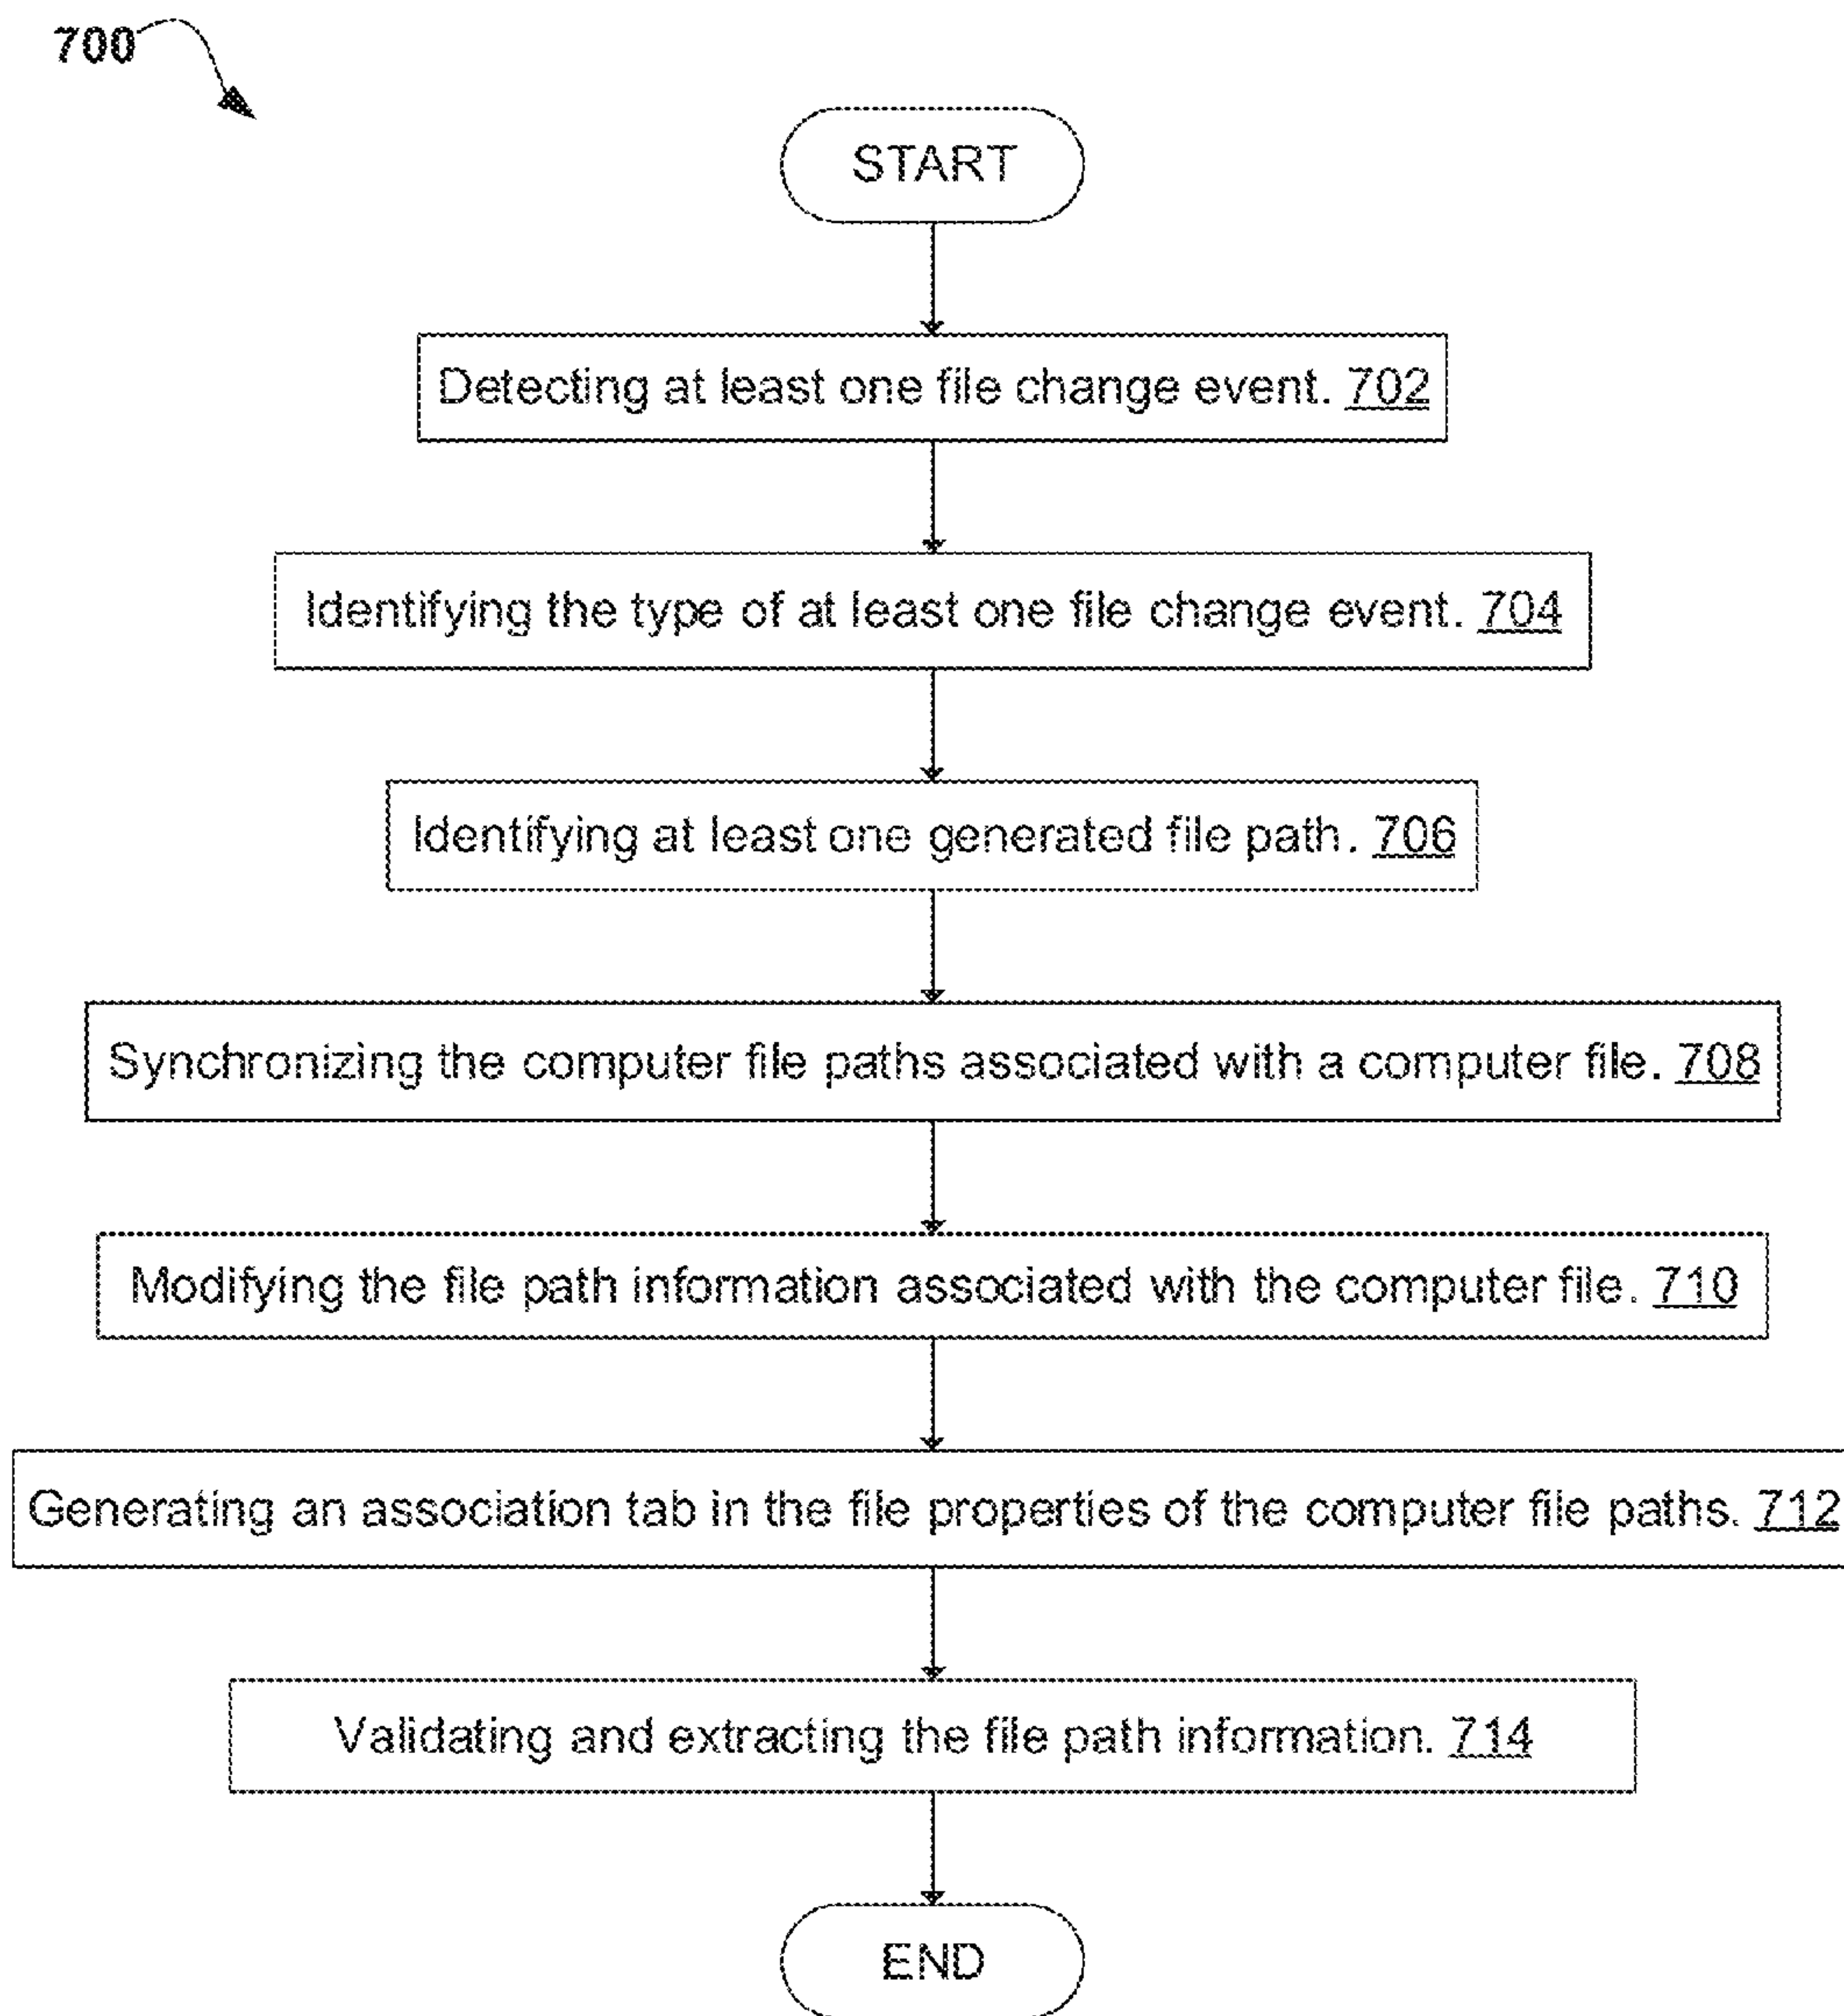 700
START
Detecting at least one file change event. 702
Identifying the type of at least one file change event. 704
Identifying at least one generated file path. 706
Synchronizing the computer file paths associated with a computer file. 708
Modifying the file path information associated with the computer file. 710
Generating an association tab in the file properties of the computer file paths. 712
Validating and extracting the file path information. 714
END